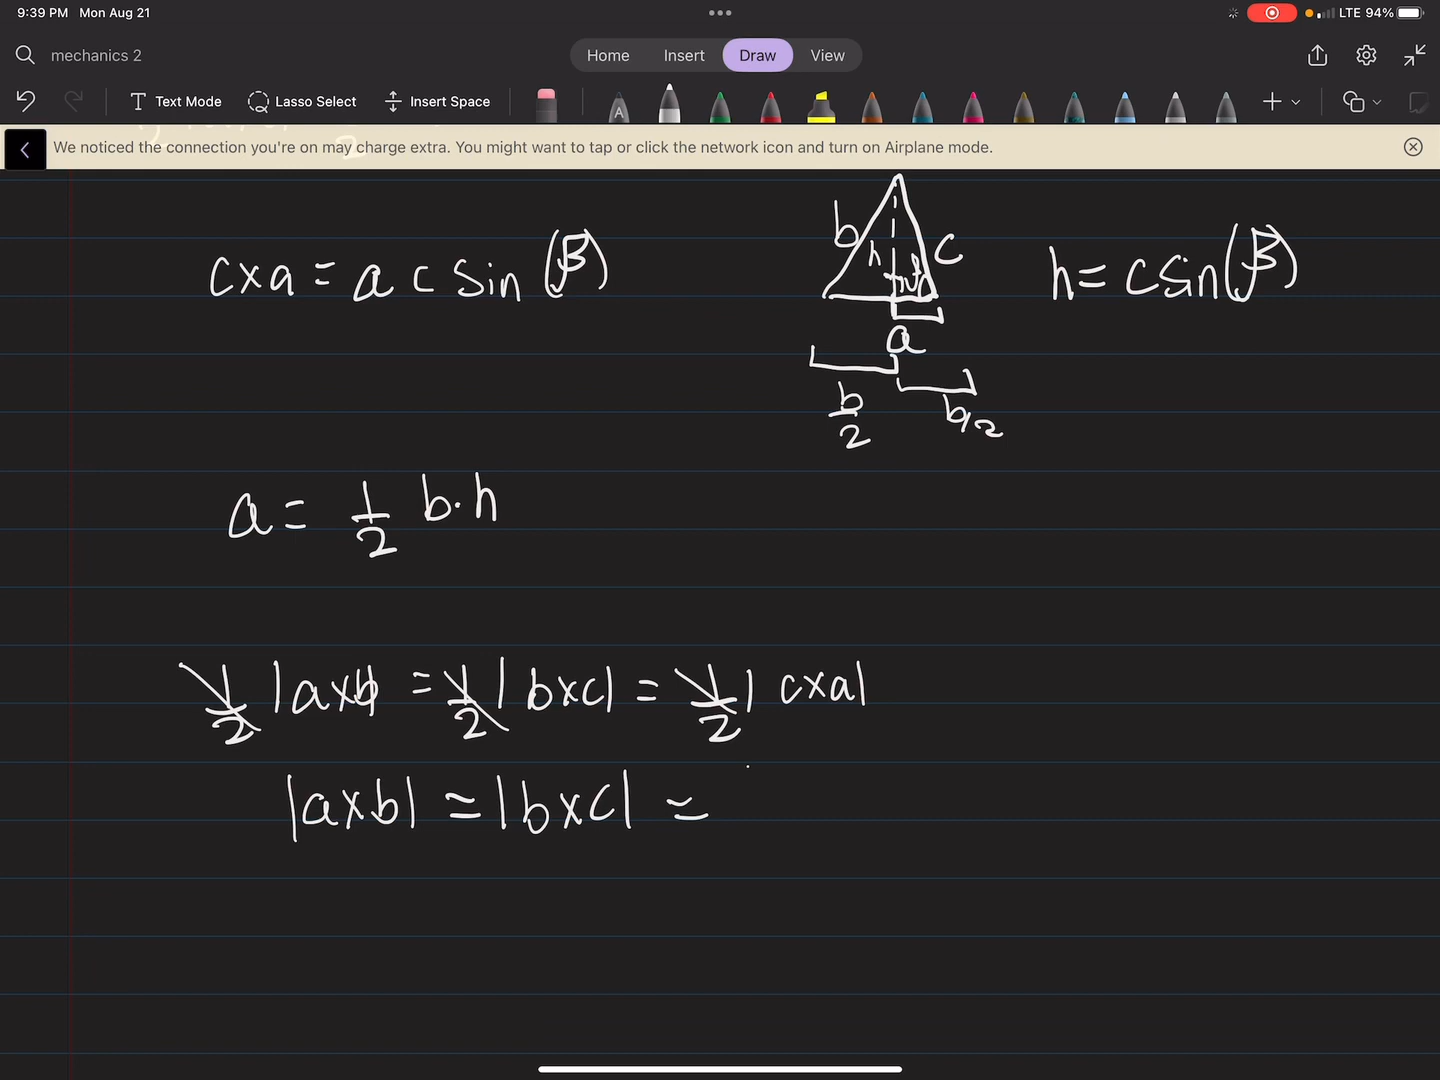 9:39 PM Mon Aug 21
LTE 94%
mechanics 2
Home Insert Draw View
Text Mode Lasso Select Insert Space
A
We noticed the connection you're on may charge extra. You might want to tap or click the network icon and turn on Airplane mode.
c×a = a c sin (β)
b
h
c
h = c sin(β)
a
b/2
b/2
a = 1/2 b·h
1/2 |a×b| = 1/2 |b×c| = 1/2 |c×a|
|a×b| = |b×c| =